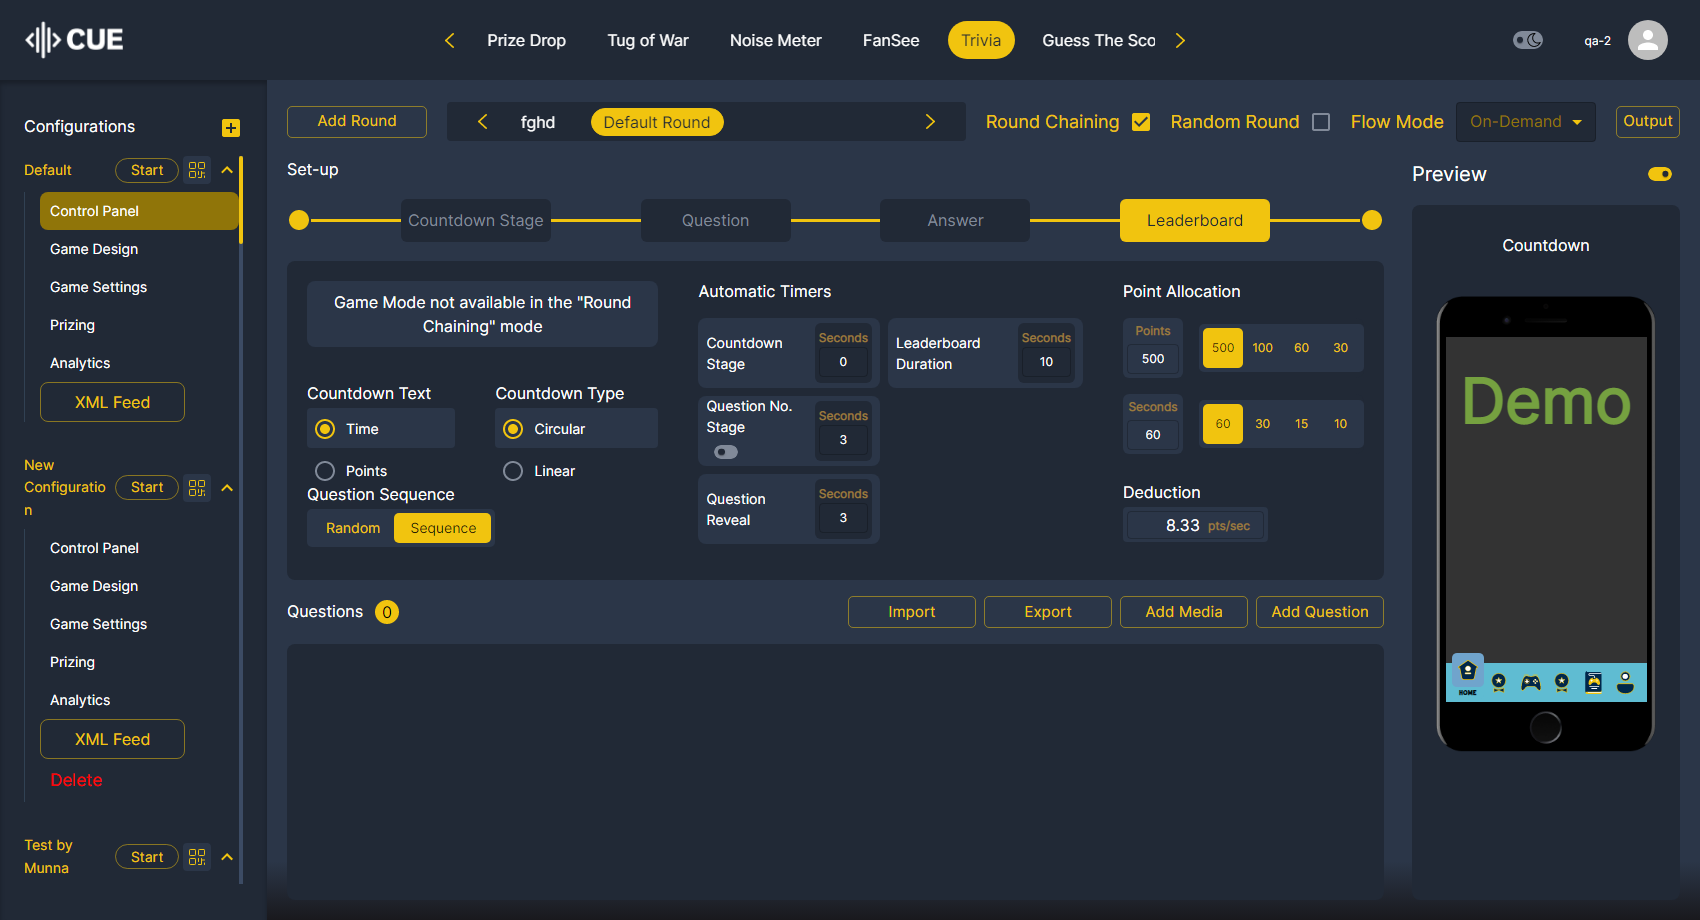 CUE
Prize Drop
Tug of War
Noise Meter
FanSee
Trivia
Guess The Sco
qa-2
Configurations
Default
Start
Control Panel
Game Design
Game Settings
Prizing
Analytics
XML Feed
New
Configuratio
n
Start
Control Panel
Game Design
Game Settings
Prizing
Analytics
XML Feed
Delete
Test by
Munna
Start
Add Round
fghd
Default Round
Round Chaining
Random Round
Flow Mode
On-Demand
Output
Set-up
Countdown Stage
Question
Answer
Leaderboard
Game Mode not available in the "Round
Chaining" mode
Countdown Text
Time
Points
Countdown Type
Circular
Linear
Question Sequence
Random
Sequence
Automatic Timers
Countdown
Stage
Seconds
0
Leaderboard
Duration
Seconds
10
Question No.
Stage
Seconds
3
Question
Reveal
Seconds
3
Point Allocation
Points
500
500
100
60
30
Seconds
60
60
30
15
10
Deduction
8.33 pts/sec
Questions 0
Import
Export
Add Media
Add Question
Preview
Countdown
Demo
HOME